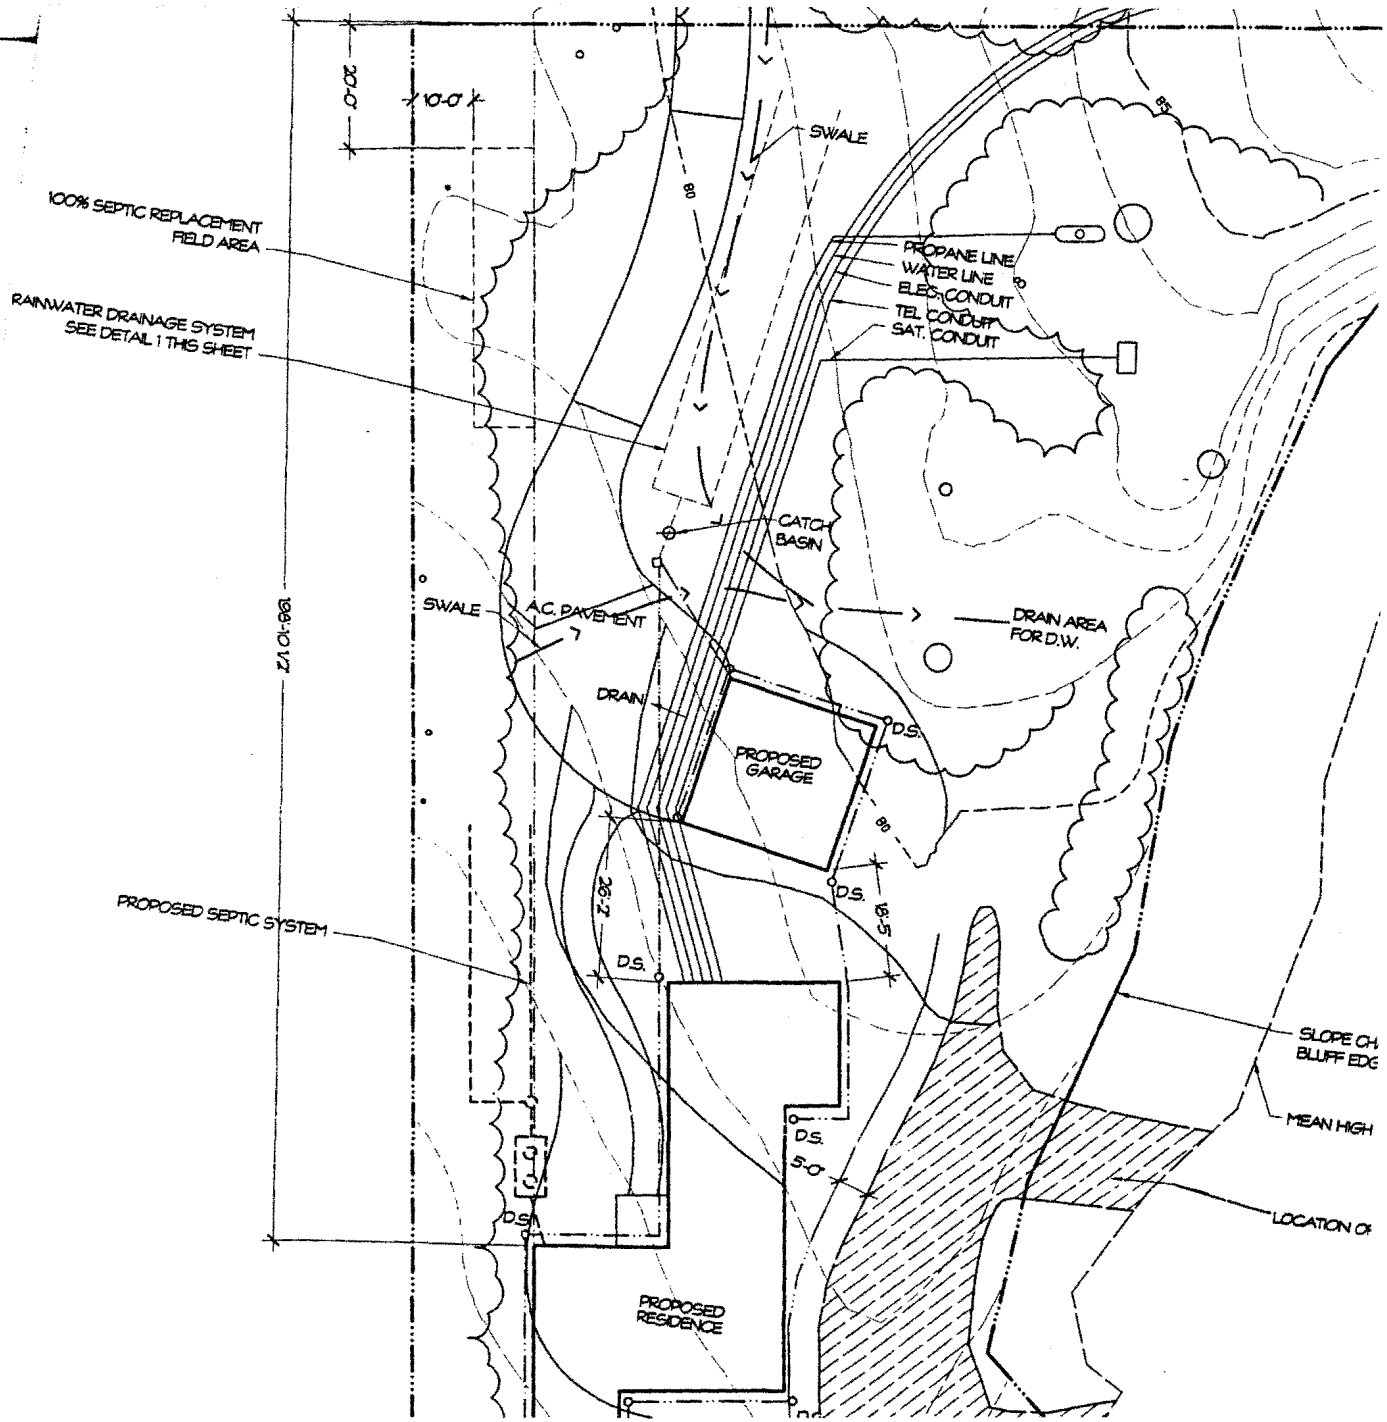 20'-0"
10'-0"
SWALE
85
80
100% SEPTIC REPLACEMENT
FIELD AREA
PROPANE LINE
WATER LINE
ELEC. CONDUIT
TEL CONDUIT
SAT. CONDUIT
RAINWATER DRAINAGE SYSTEM
SEE DETAIL 1 THIS SHEET
CATCH
BASIN
SWALE
A.C. PAVEMENT
DRAIN AREA
FOR D.W.
198'-10 1/2
DRAIN
D.S.
PROPOSED
GARAGE
80
D.S.
26'-2"
18'-5"
PROPOSED SEPTIC SYSTEM
D.S.
SLOPE CH
BLUFF EDG
MEAN HIGH
D.S.
5'-0"
D.S.
LOCATION OF
PROPOSED
RESIDENCE